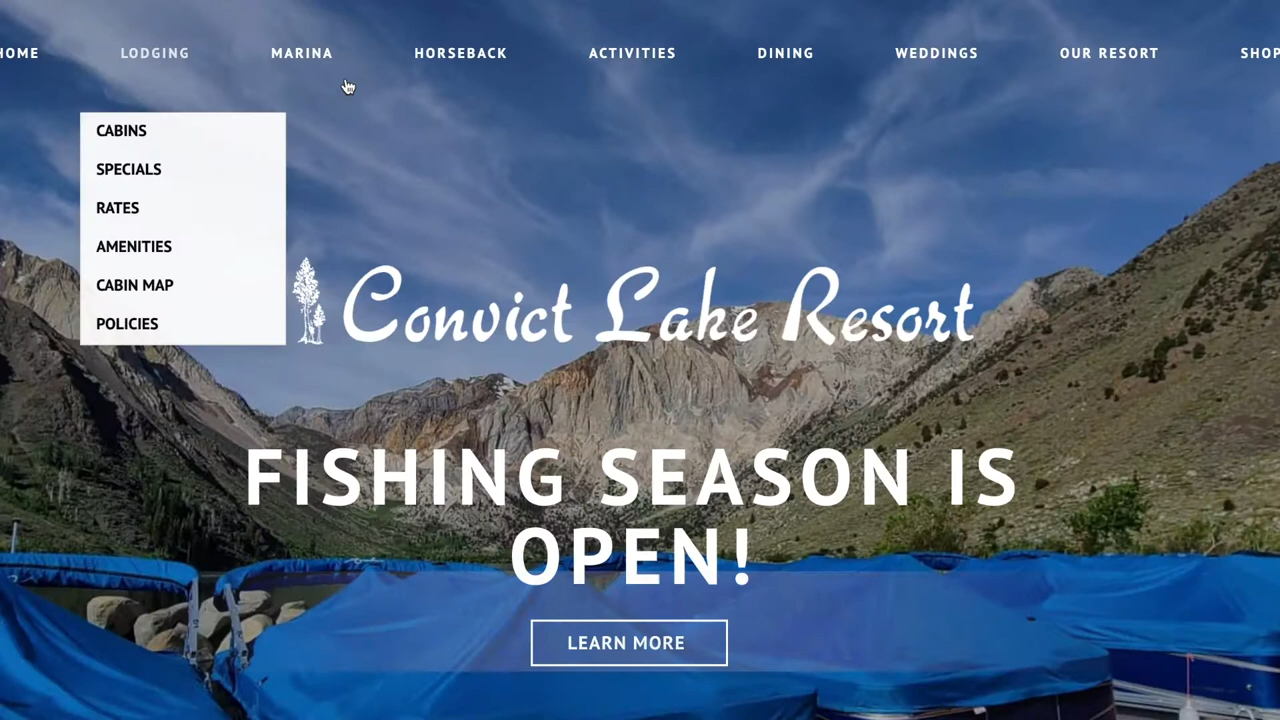 HOME LODGING MARINA HORSEBACK ACTIVITIES DINING WEDDINGS OUR RESORT SHOP
CABINS
SPECIALS
RATES
AMENITIES
CABIN MAP
POLICIES
Convict Lake Resort
FISHING SEASON IS
OPEN!
LEARN MORE